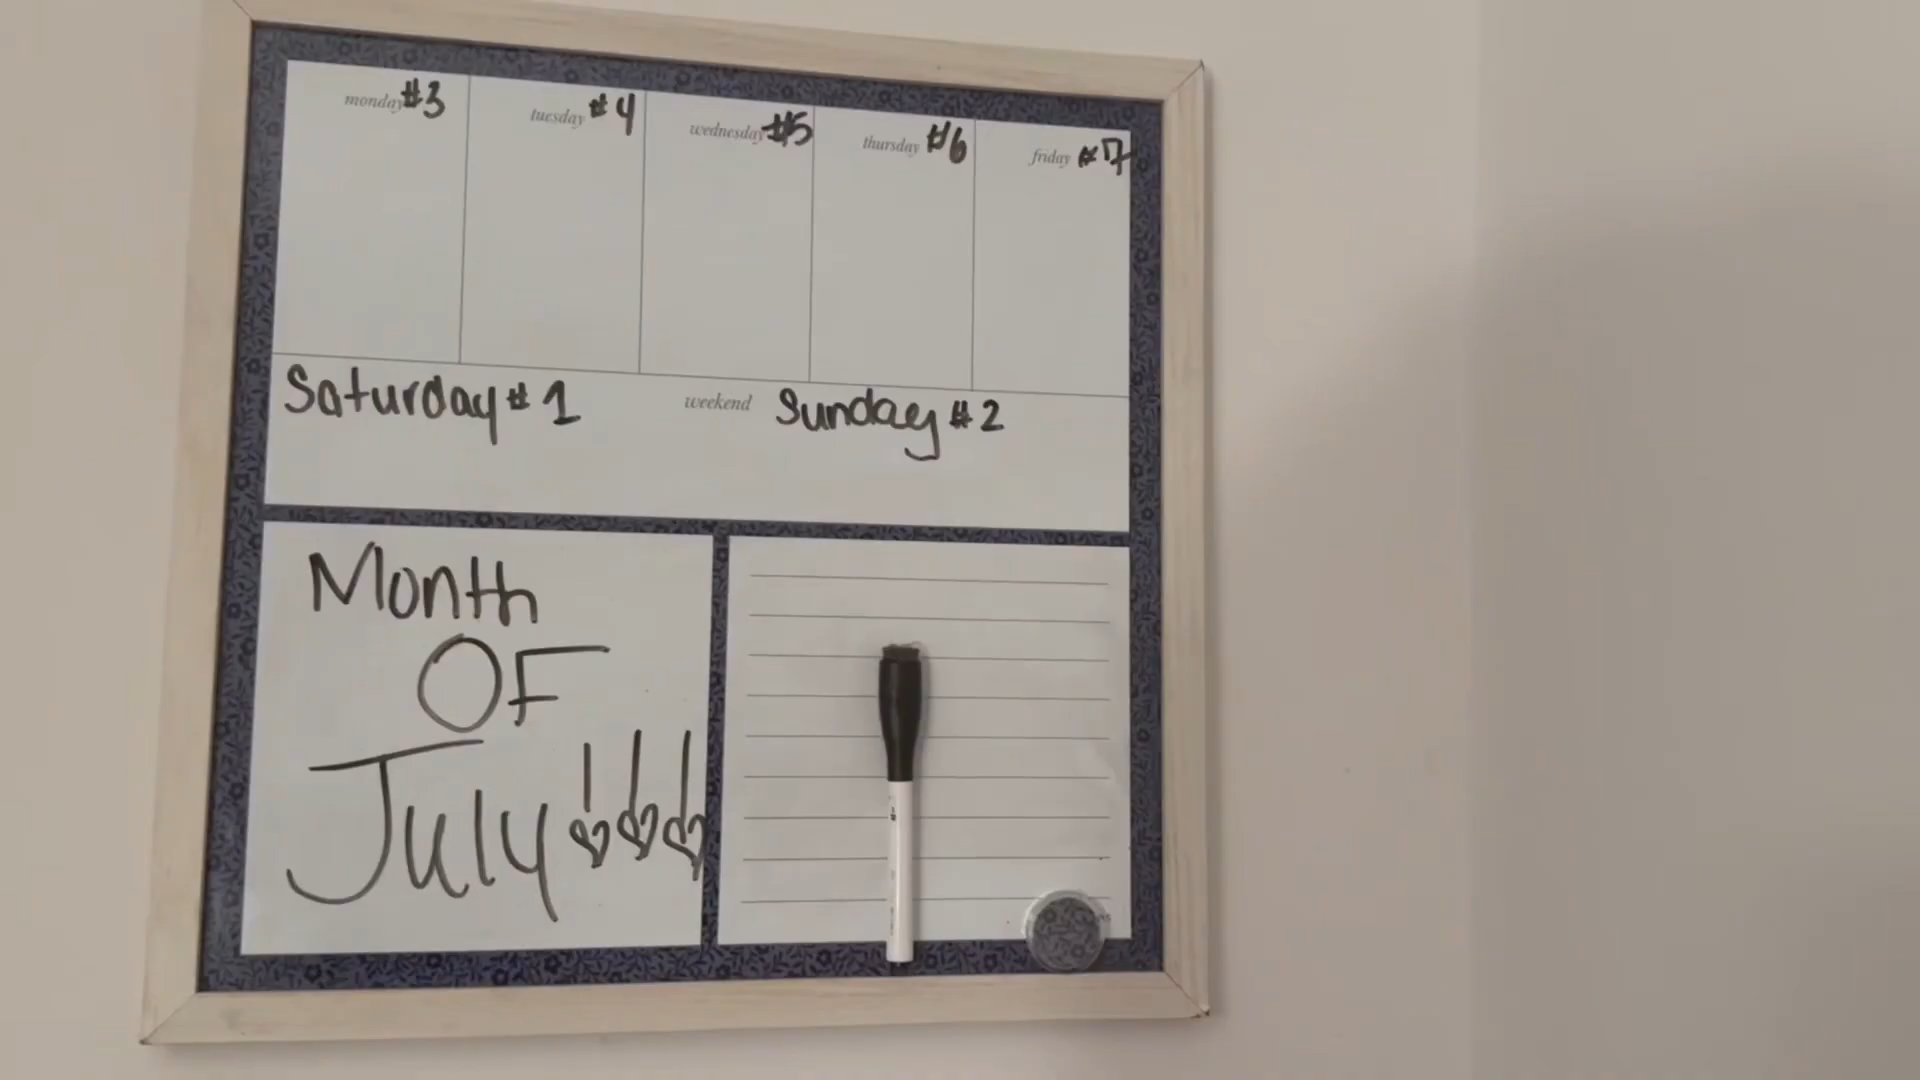 monday #3
tuesday #4
wednesday #5
thursday #6
friday #7
Saturday #1
weekend
Sunday #2
Month
OF
July!!!